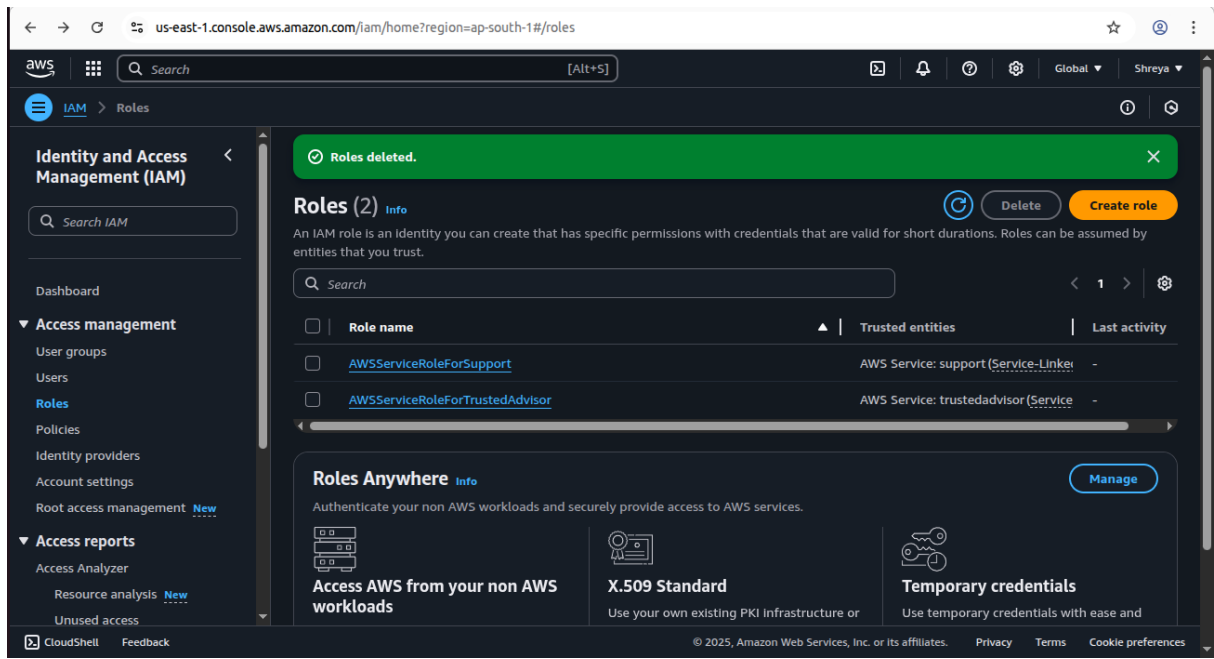 us-east-1.console.aws.amazon.com/iam/home?region=ap-south-1#/roles
aws Search [Alt+S] Global Shreya
IAM > Roles
Identity and Access
Management (IAM)
Search IAM
Dashboard
Access management
User groups
Users
Roles
Policies
Identity providers
Account settings
Root access management New
Access reports
Access Analyzer
Resource analysis New
Unused access
Roles deleted.
Roles (2) Info Delete Create role
An IAM role is an identity you can create that has specific permissions with credentials that are valid for short durations. Roles can be assumed by
entities that you trust.
Search 1
Role name Trusted entities Last activity
AWSServiceRoleForSupport AWS Service: support (Service-Linked -
AWSServiceRoleForTrustedAdvisor AWS Service: trustedadvisor (Service -
Roles Anywhere Info Manage
Authenticate your non AWS workloads and securely provide access to AWS services.
Access AWS from your non AWS
workloads
X.509 Standard
Use your own existing PKI infrastructure or
Temporary credentials
Use temporary credentials with ease and
CloudShell Feedback © 2025, Amazon Web Services, Inc. or its affiliates. Privacy Terms Cookie preferences